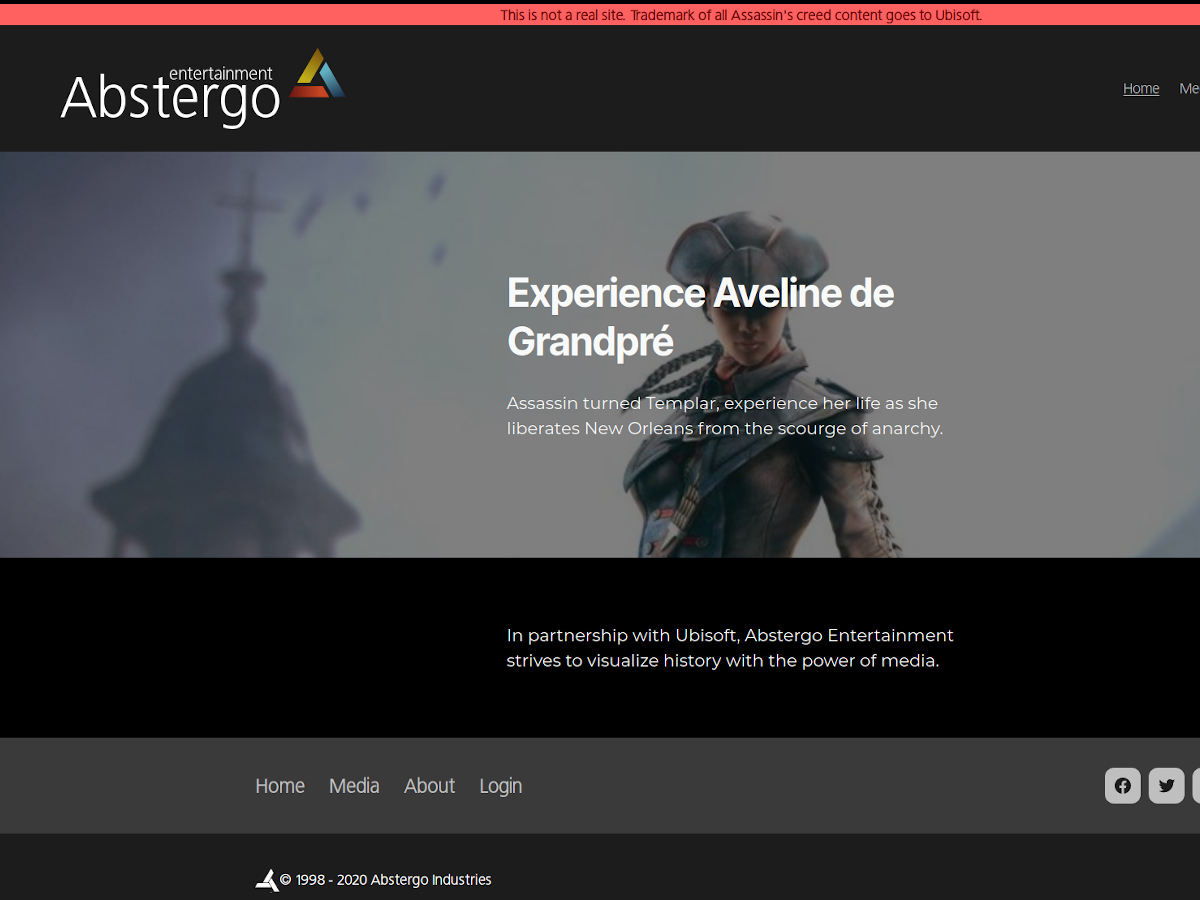 This is not a real site. Trademark of all Assassin's creed content goes to Ubisoft.
entertainment
Abstergo
Home Me
Experience Aveline de
Grandpré
Assassin turned Templar, experience her life as she
liberates New Orleans from the scourge of anarchy.
In partnership with Ubisoft, Abstergo Entertainment
strives to visualize history with the power of media.
Home Media About Login
© 1998 - 2020 Abstergo Industries